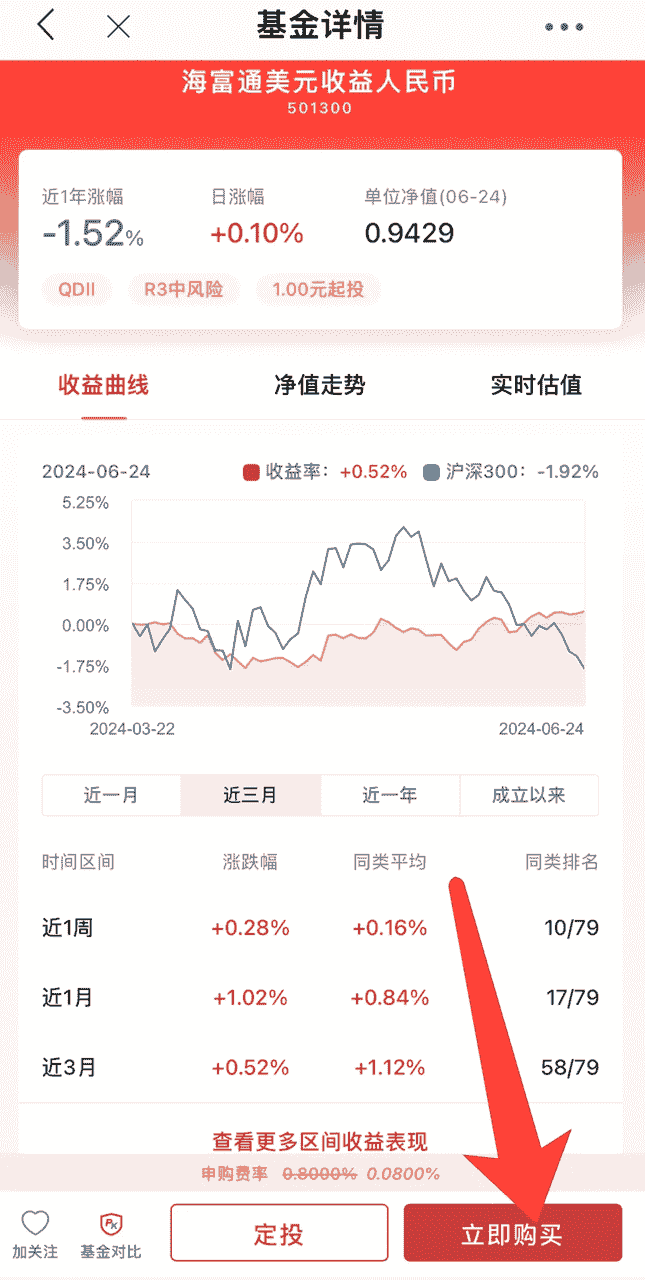 基金详情
海富通美元收益人民币
501300
近1年涨幅 日涨幅 单位净值(06-24)
-1.52% +0.10% 0.9429
QDII R3中风险 1.00元起投
收益曲线 净值走势 实时估值
2024-06-24 收益率：+0.52% 沪深300：-1.92%
5.25%
3.50%
1.75%
0.00%
-1.75%
-3.50%
2024-03-22 2024-06-24
近一月 近三月 近一年 成立以来
时间区间 涨跌幅 同类平均 同类排名
近1周 +0.28% +0.16% 10/79
近1月 +1.02% +0.84% 17/79
近3月 +0.52% +1.12% 58/79
查看更多区间收益表现
申购费率 0.8000% 0.0800%
PK
加关注 基金对比 定投 立即购买